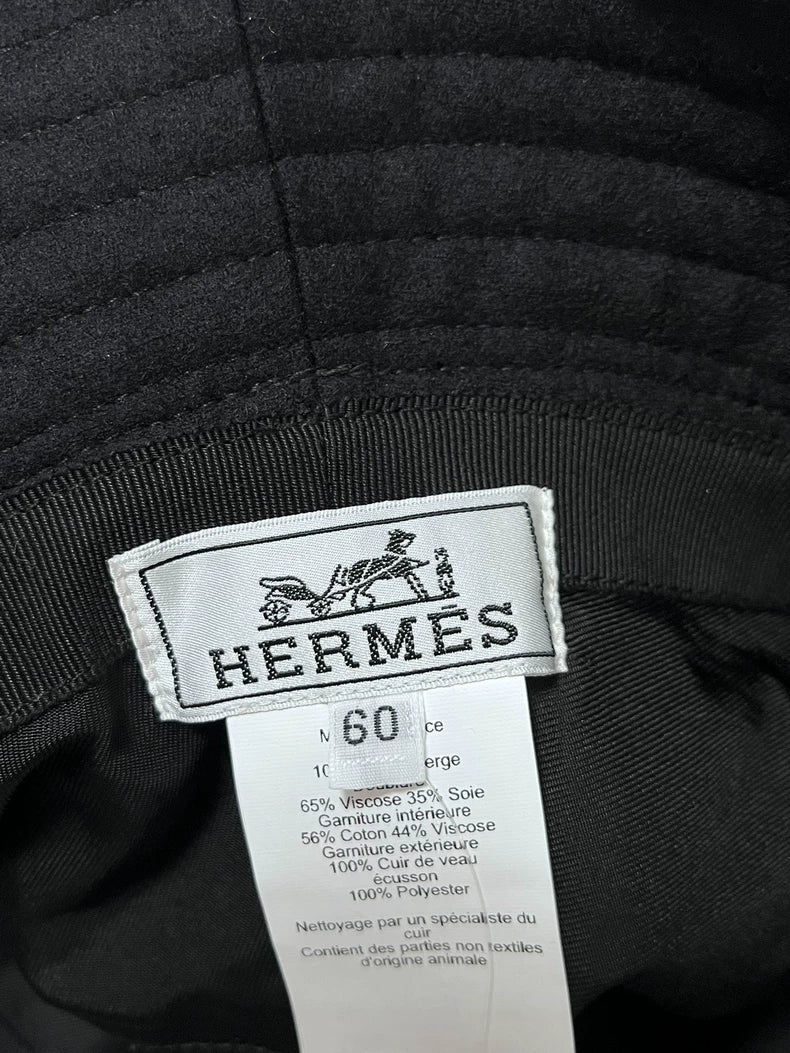 HERMÈS
60
65% Viscose 35% Soie
Garniture intérieure
56% Coton 44% Viscose
Garniture extérieure
100% Cuir de veau
écusson
100% Polyester
Nettoyage par un spécialiste du
cuir
Contient des parties non textiles
d'origine animale